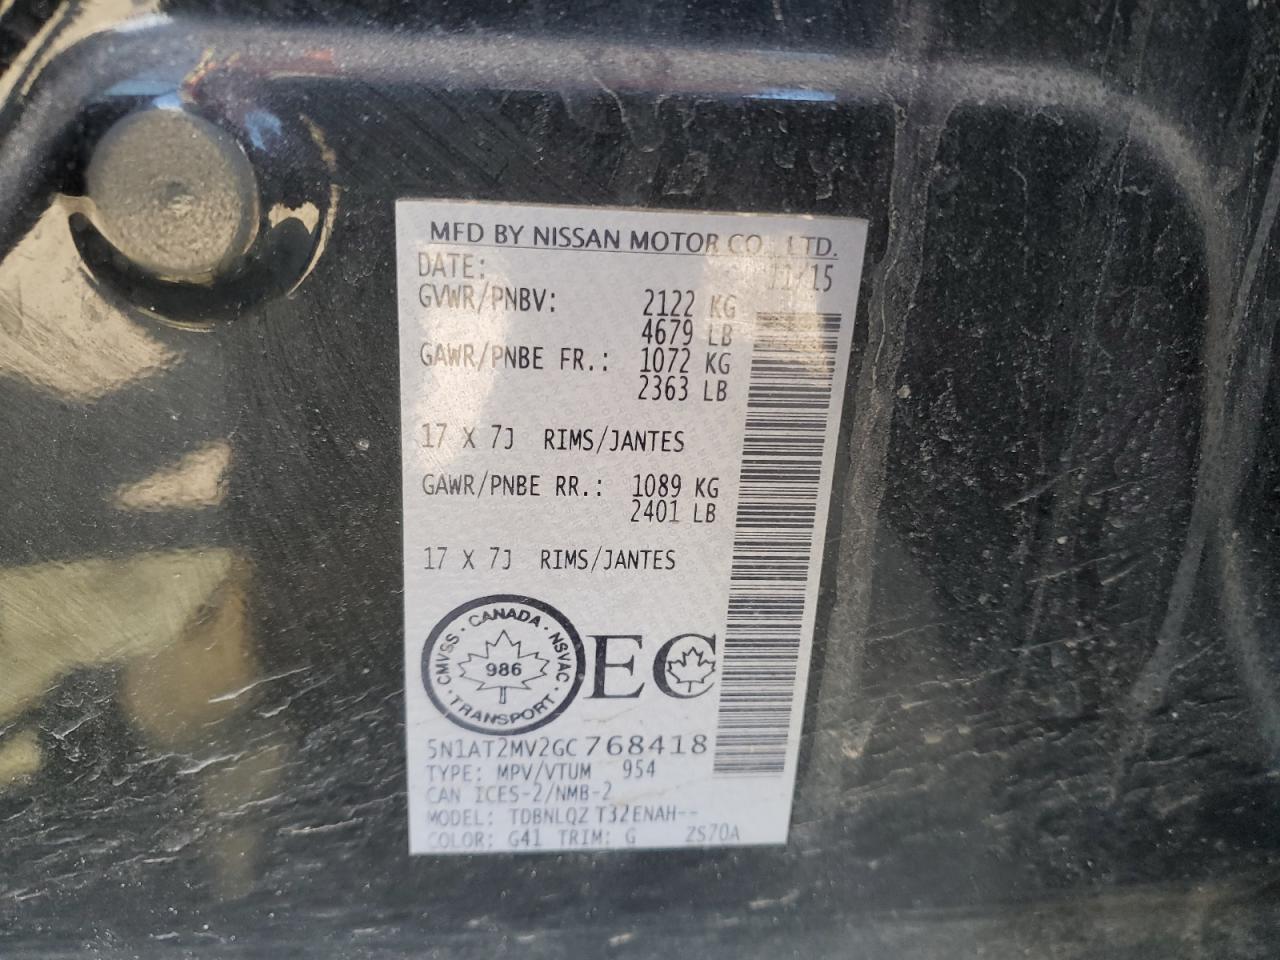 MFD BY NISSAN MOTOR CO., LTD.
DATE: 11/15
GVWR/PNBV: 2122 KG
4679 LB
GAWR/PNBE FR.: 1072 KG
2363 LB
17 X 7J RIMS/JANTES
GAWR/PNBE RR.: 1089 KG
2401 LB
17 X 7J RIMS/JANTES
CMVSS · CANADA · NSVAC · TRANSPORT ·
986
EC
5N1AT2MV2GC768418
TYPE: MPV/VTUM 954
CAN ICES-2/NMB-2
MODEL: TDBNLQZ T32ENAH--
COLOR: G41 TRIM: G ZS70A